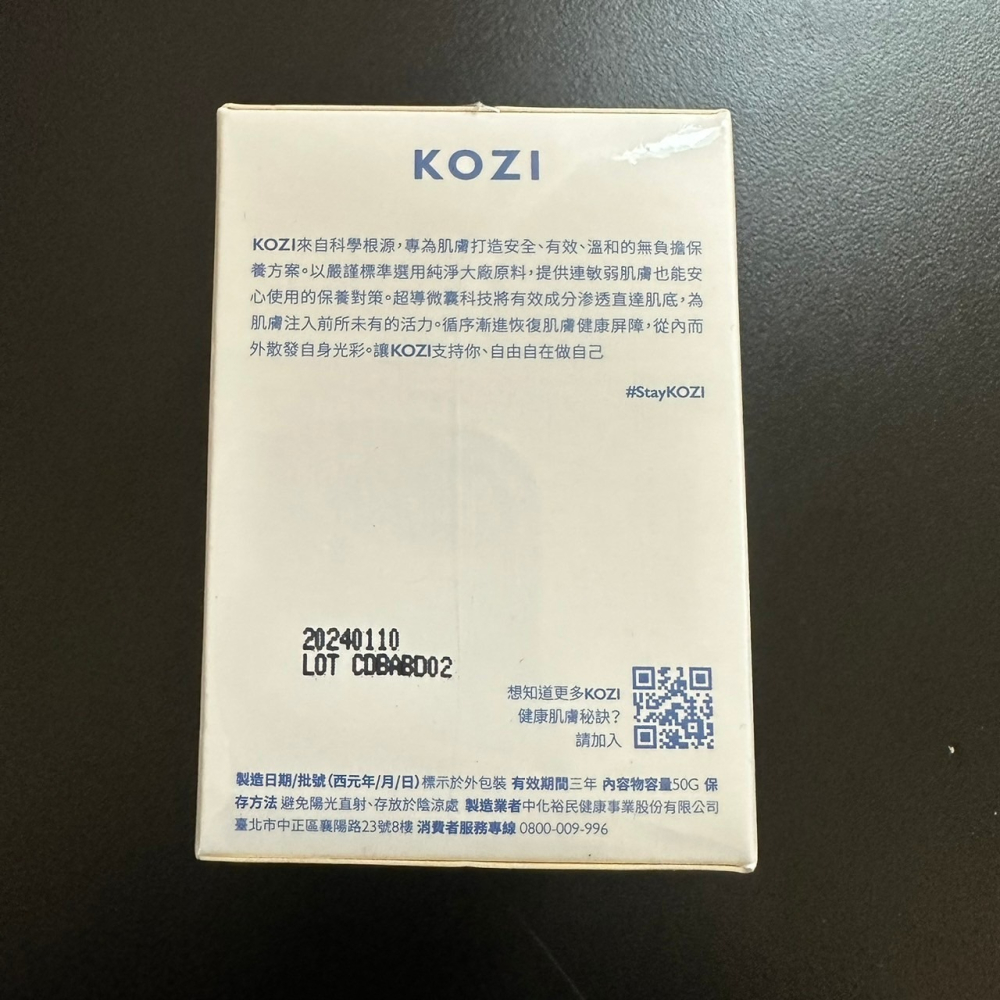 KOZI
KOZI來自科學根源，專為肌膚打造安全、有效、溫和的無負擔保
養方案。以嚴謹標準選用純淨大廠原料，提供連敏弱肌膚也能安
心使用的保養對策。超導微囊科技將有效成分滲透直達肌底，為
肌膚注入前所未有的活力。循序漸進恢復肌膚健康屏障，從內而
外散發自身光彩。讓KOZI支持你、自由自在做自己
#StayKOZI
20240110
LOT CDBABD02
想知道更多KOZI
健康肌膚秘訣？
請加入
製造日期/批號（西元年/月/日）標示於外包裝 有效期間三年 內容物容量50G 保
存方法 避免陽光直射、存放於陰涼處 製造業者中化裕民健康事業股份有限公司
臺北市中正區襄陽路23號8樓 消費者服務專線 0800-009-996